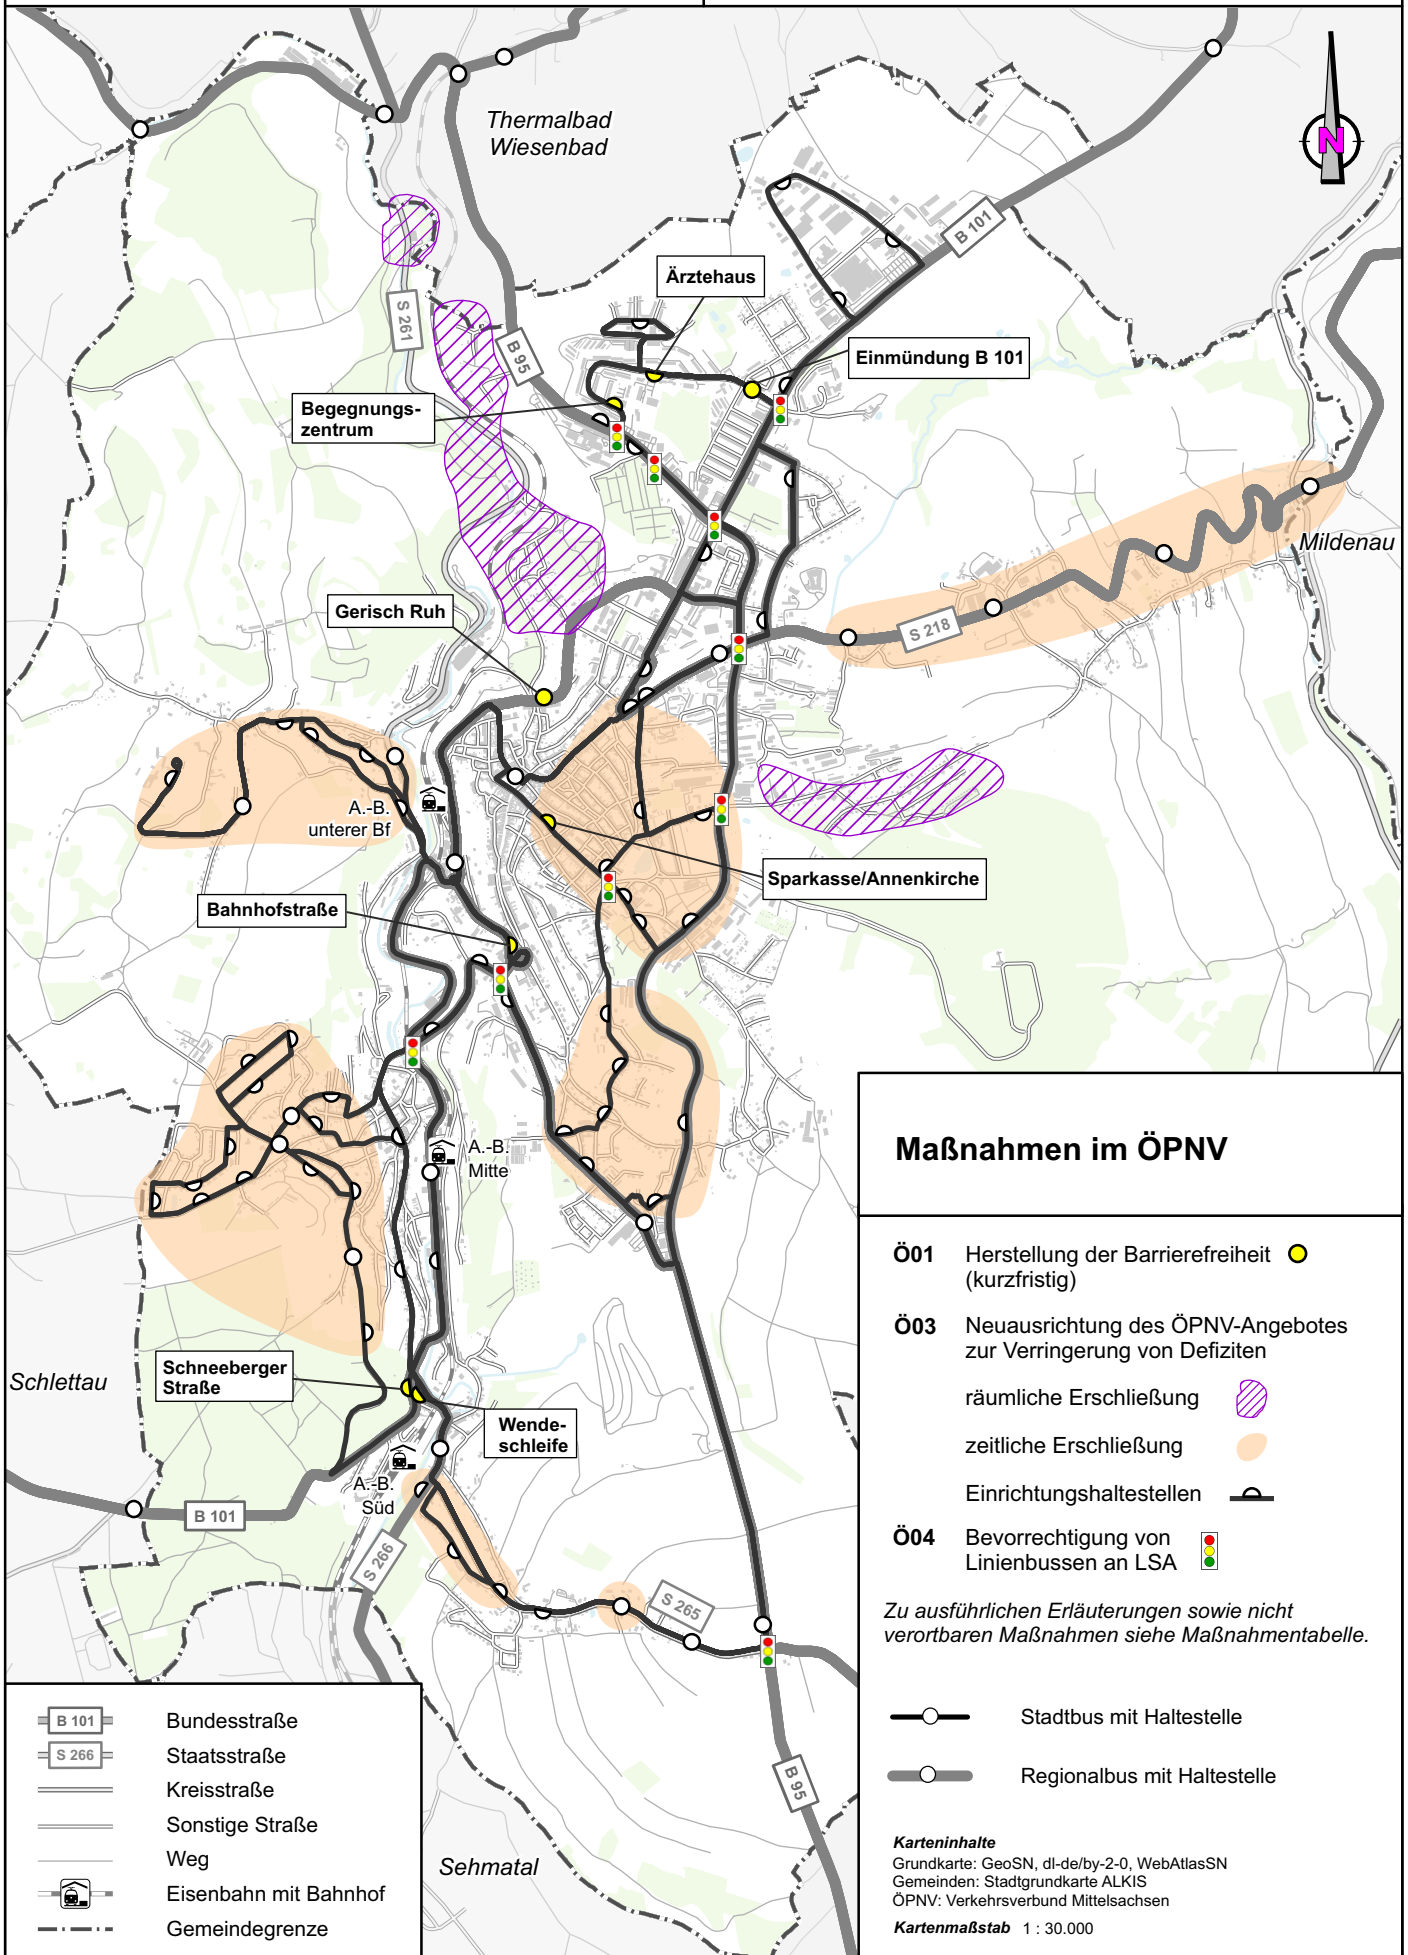 Thermalbad
Wiesenbad
N
B 101
Ärztehaus
S 261
B 95
Einmündung B 101
Begegnungs-
zentrum
Mildenau
Gerisch Ruh
S 218
A.-B.
unterer Bf
Sparkasse/Annenkirche
Bahnhofstraße
A.-B.
Mitte
Schlettau
Schneeberger
Straße
Wende-
schleife
A.-B.
Süd
B 101
S 266
S 265
B 95
Sehmatal
Maßnahmen im ÖPNV
Ö01 Herstellung der Barrierefreiheit
(kurzfristig)
Ö03 Neuausrichtung des ÖPNV-Angebotes
zur Verringerung von Defiziten
räumliche Erschließung
zeitliche Erschließung
Einrichtungshaltestellen
Ö04 Bevorrechtigung von
Linienbussen an LSA
Zu ausführlichen Erläuterungen sowie nicht
verortbaren Maßnahmen siehe Maßnahmentabelle.
Stadtbus mit Haltestelle
Regionalbus mit Haltestelle
Karteninhalte
Grundkarte: GeoSN, dl-de/by-2-0, WebAtlasSN
Gemeinden: Stadtgrundkarte ALKIS
ÖPNV: Verkehrsverbund Mittelsachsen
Kartenmaßstab 1 : 30.000
B 101 Bundesstraße
S 266 Staatsstraße
Kreisstraße
Sonstige Straße
Weg
Eisenbahn mit Bahnhof
Gemeindegrenze